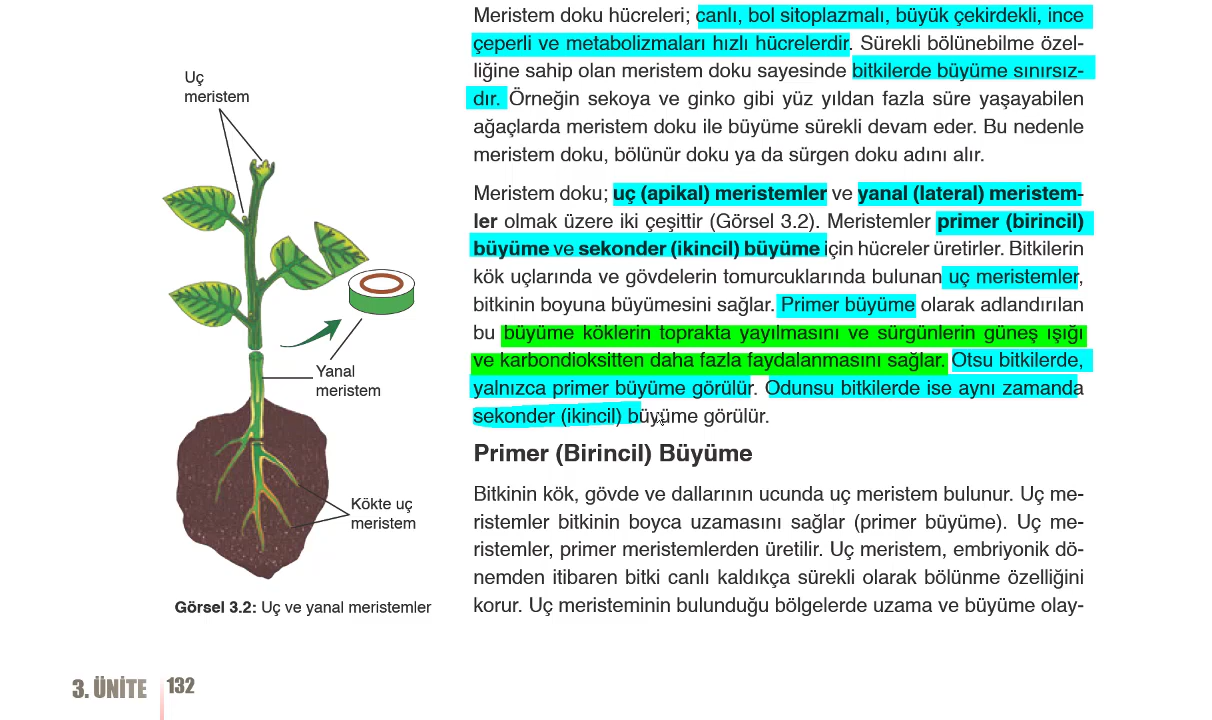 Meristem doku hücreleri; canlı, bol sitoplazmalı, büyük çekirdekli, ince
çeperli ve metabolizmaları hızlı hücrelerdir. Sürekli bölünebilme özel-
liğine sahip olan meristem doku sayesinde bitkilerde büyüme sınırsız-
dır. Örneğin sekoya ve ginko gibi yüz yıldan fazla süre yaşayabilen
ağaçlarda meristem doku ile büyüme sürekli devam eder. Bu nedenle
meristem doku, bölünür doku ya da sürgen doku adını alır.
Meristem doku; uç (apikal) meristemler ve yanal (lateral) meristem-
ler olmak üzere iki çeşittir (Görsel 3.2). Meristemler primer (birincil)
büyüme ve sekonder (ikincil) büyüme için hücreler üretirler. Bitkilerin
kök uçlarında ve gövdelerin tomurcuklarında bulunan uç meristemler,
bitkinin boyuna büyümesini sağlar. Primer büyüme olarak adlandırılan
bu büyüme köklerin toprakta yayılmasını ve sürgünlerin güneş ışığı
ve karbondioksitten daha fazla faydalanmasını sağlar. Otsu bitkilerde,
yalnızca primer büyüme görülür. Odunsu bitkilerde ise aynı zamanda
sekonder (ikincil) büyüme görülür.
Primer (Birincil) Büyüme
Bitkinin kök, gövde ve dallarının ucunda uç meristem bulunur. Uç me-
ristemler bitkinin boyca uzamasını sağlar (primer büyüme). Uç me-
ristemler, primer meristemlerden üretilir. Uç meristem, embriyonik dö-
nemden itibaren bitki canlı kaldıkça sürekli olarak bölünme özelliğini
korur. Uç meristeminin bulunduğu bölgelerde uzama ve büyüme olay-
Uç
meristem
Yanal
meristem
Kökte uç
meristem
Görsel 3.2: Uç ve yanal meristemler
3. ÜNİTE
132